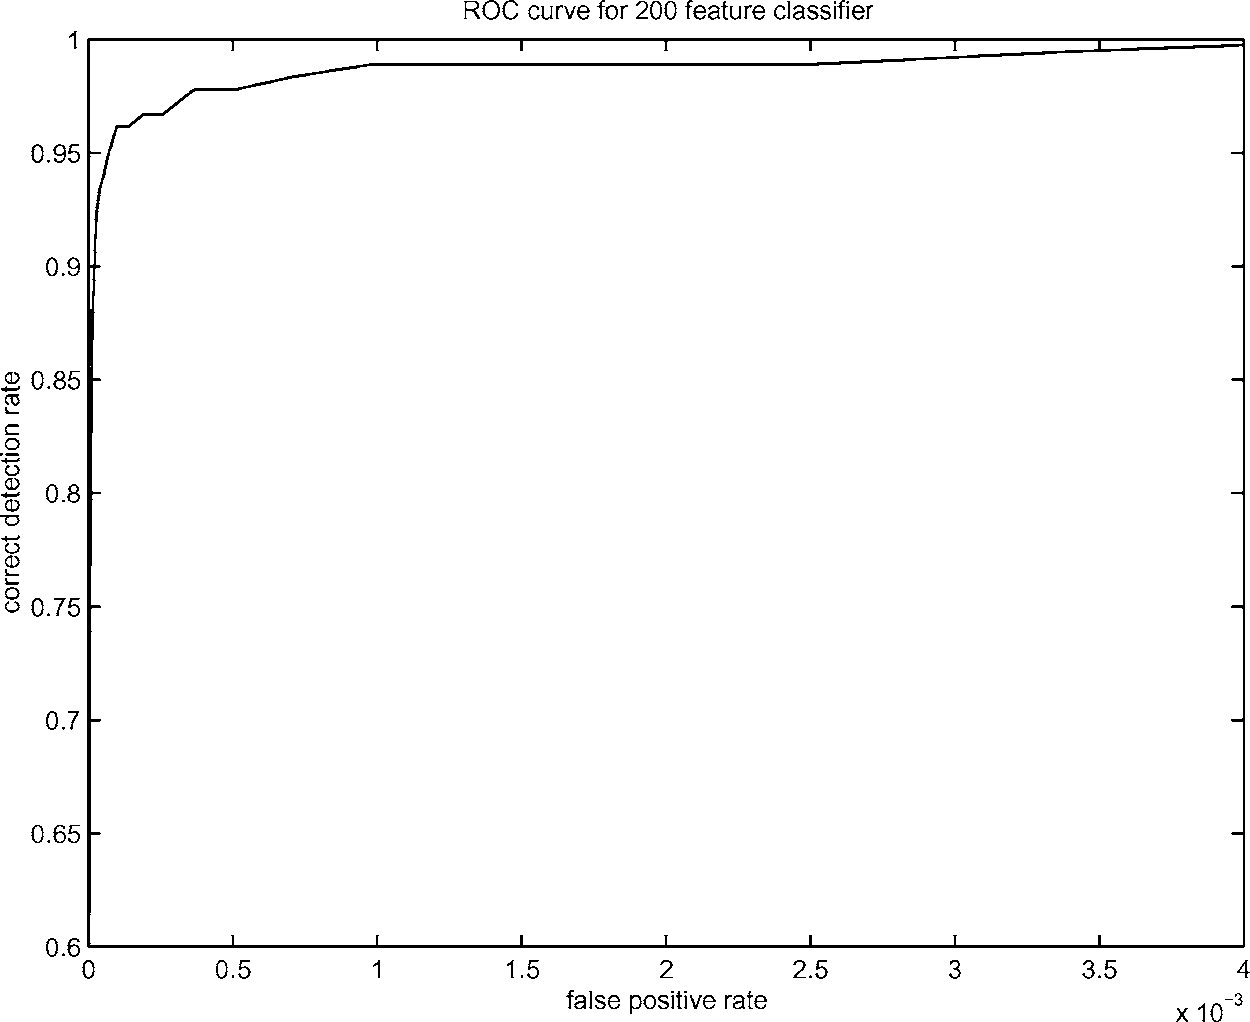 ROC curve for 200 feature classifier
1
0.95
0.9
0.85
0.8
0.75
0.7
0.65
0.6
correct detection rate
0 0.5 1 1.5 2 2.5 3 3.5 4
false positive rate
x 10⁻³